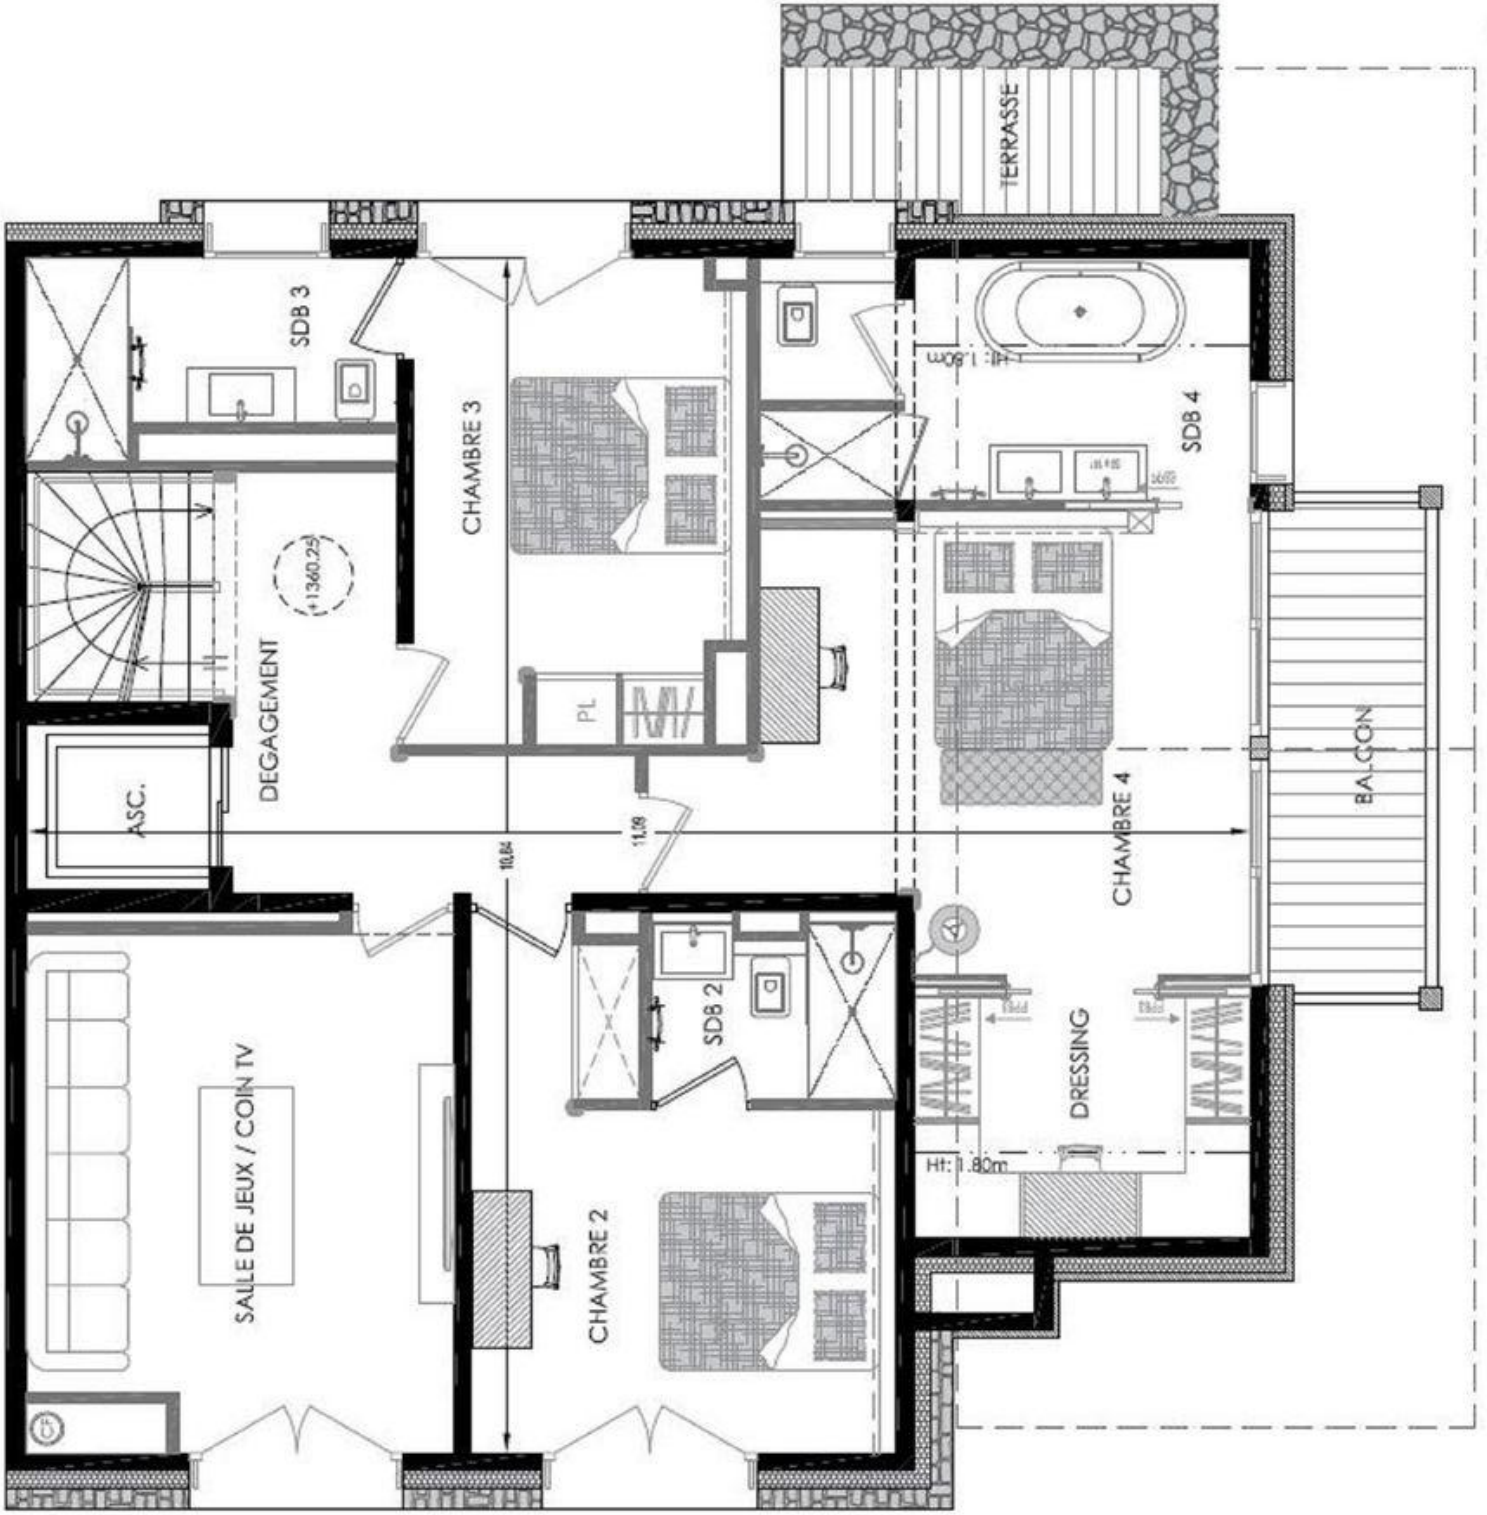 TERRASSE
SDB 3
Ht: 1.80m
CHAMBRE 3
SDB 4
+1360.25
DEGAGEMENT
PL
ASC.
BALCON
CHAMBRE 4
11,09
10,84
SDB 2
DRESSING
SALLE DE JEUX / COIN TV
Ht: 1.80m
CHAMBRE 2
CF